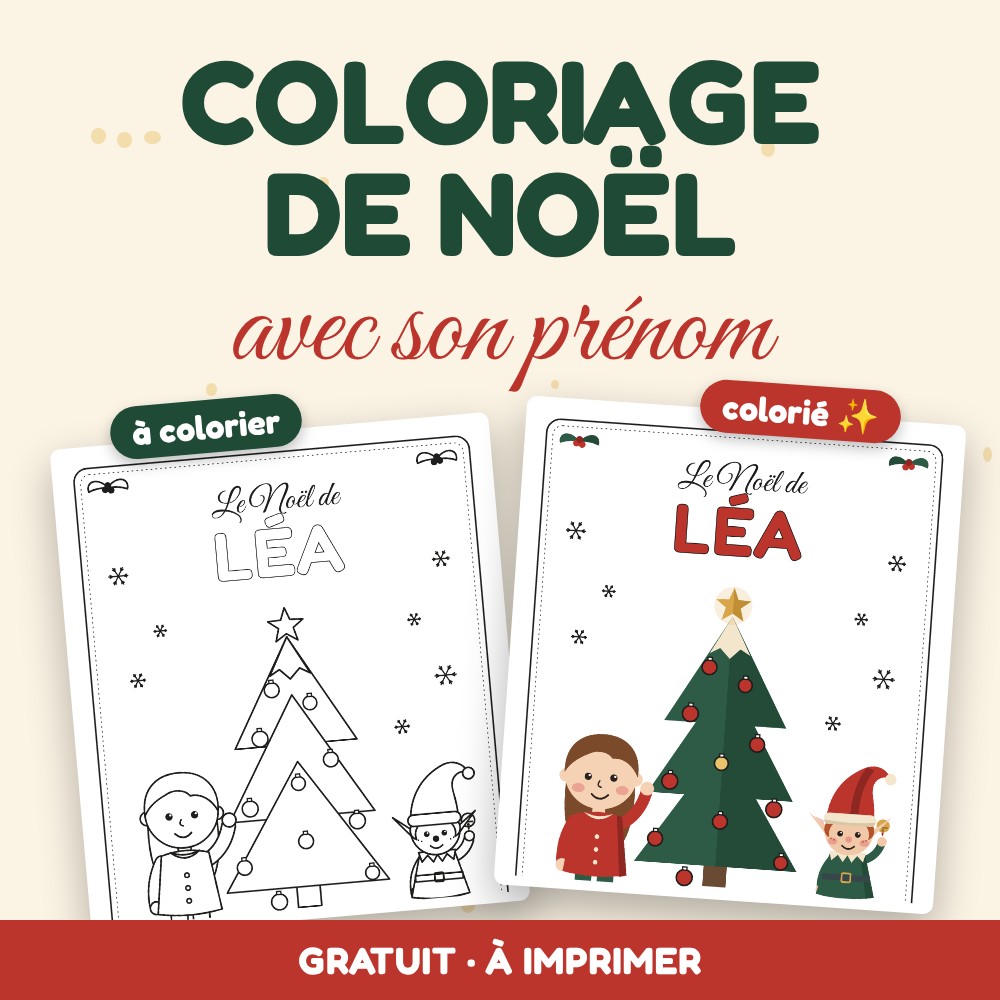 COLORIAGE
DE NOËL
avec son prénom
à colorier
colorié ✨
Le Noël de
LÉA
Le Noël de
LÉA
GRATUIT · À IMPRIMER